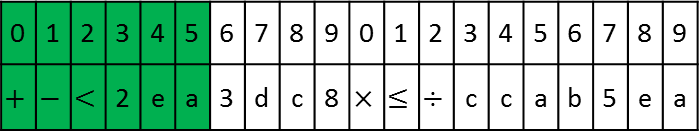 0 1 2 3 4 5 6 7 8 9 0 1 2 3 4 5 6 7 8 9
+ − < 2 e a 3 d c 8 × ≤ ÷ c c a b 5 e a